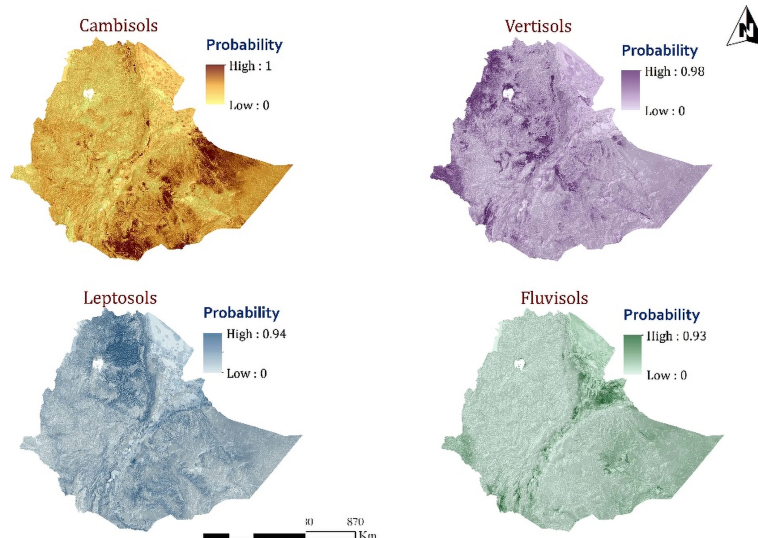 Cambisols
Probability
High : 1
Low : 0
Vertisols
Probability
High : 0.98
Low : 0
N
Leptosols
Probability
High : 0.94
Low : 0
Fluvisols
Probability
High : 0.93
Low : 0
870
Km